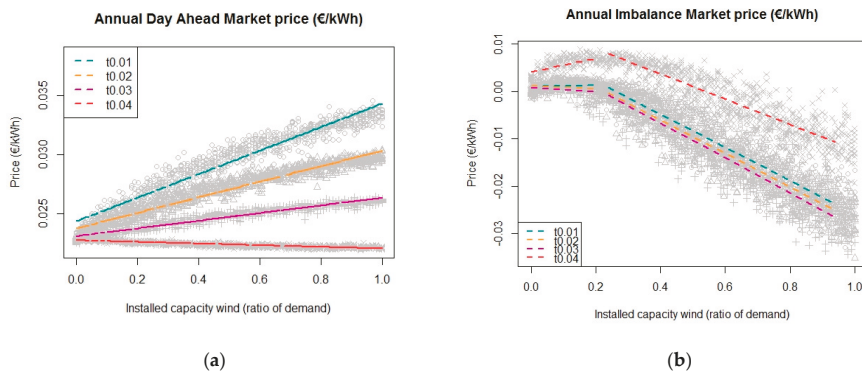 Annual Day Ahead Market price (€/kWh)
t0.01
t0.02
t0.03
t0.04
Price (€/kWh)
0.035
0.030
0.025
0.0 0.2 0.4 0.6 0.8 1.0
Installed capacity wind (ratio of demand)
(a)
Annual Imbalance Market price (€/kWh)
Price (€/kWh)
0.01
0.00
-0.01
-0.02
-0.03
t0.01
t0.02
t0.03
t0.04
0.0 0.2 0.4 0.6 0.8 1.0
Installed capacity wind (ratio of demand)
(b)